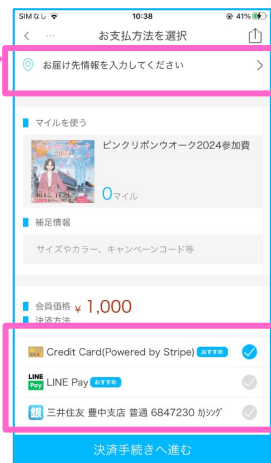 SIMなし 10:38 41%
お支払方法を選択
お届け先情報を入力してください
マイルを使う
ピンクリボンウオーク2024参加費
0マイル
補足情報
サイズやカラー、キャンペーンコード等
会員価格 ¥ 1,000
決済方法
Credit Card(Powered by Stripe) おすすめ
LINE Pay LINE Pay おすすめ
銀 三井住友 豊中支店 普通 6847230 カ)シング
決済手続きへ進む